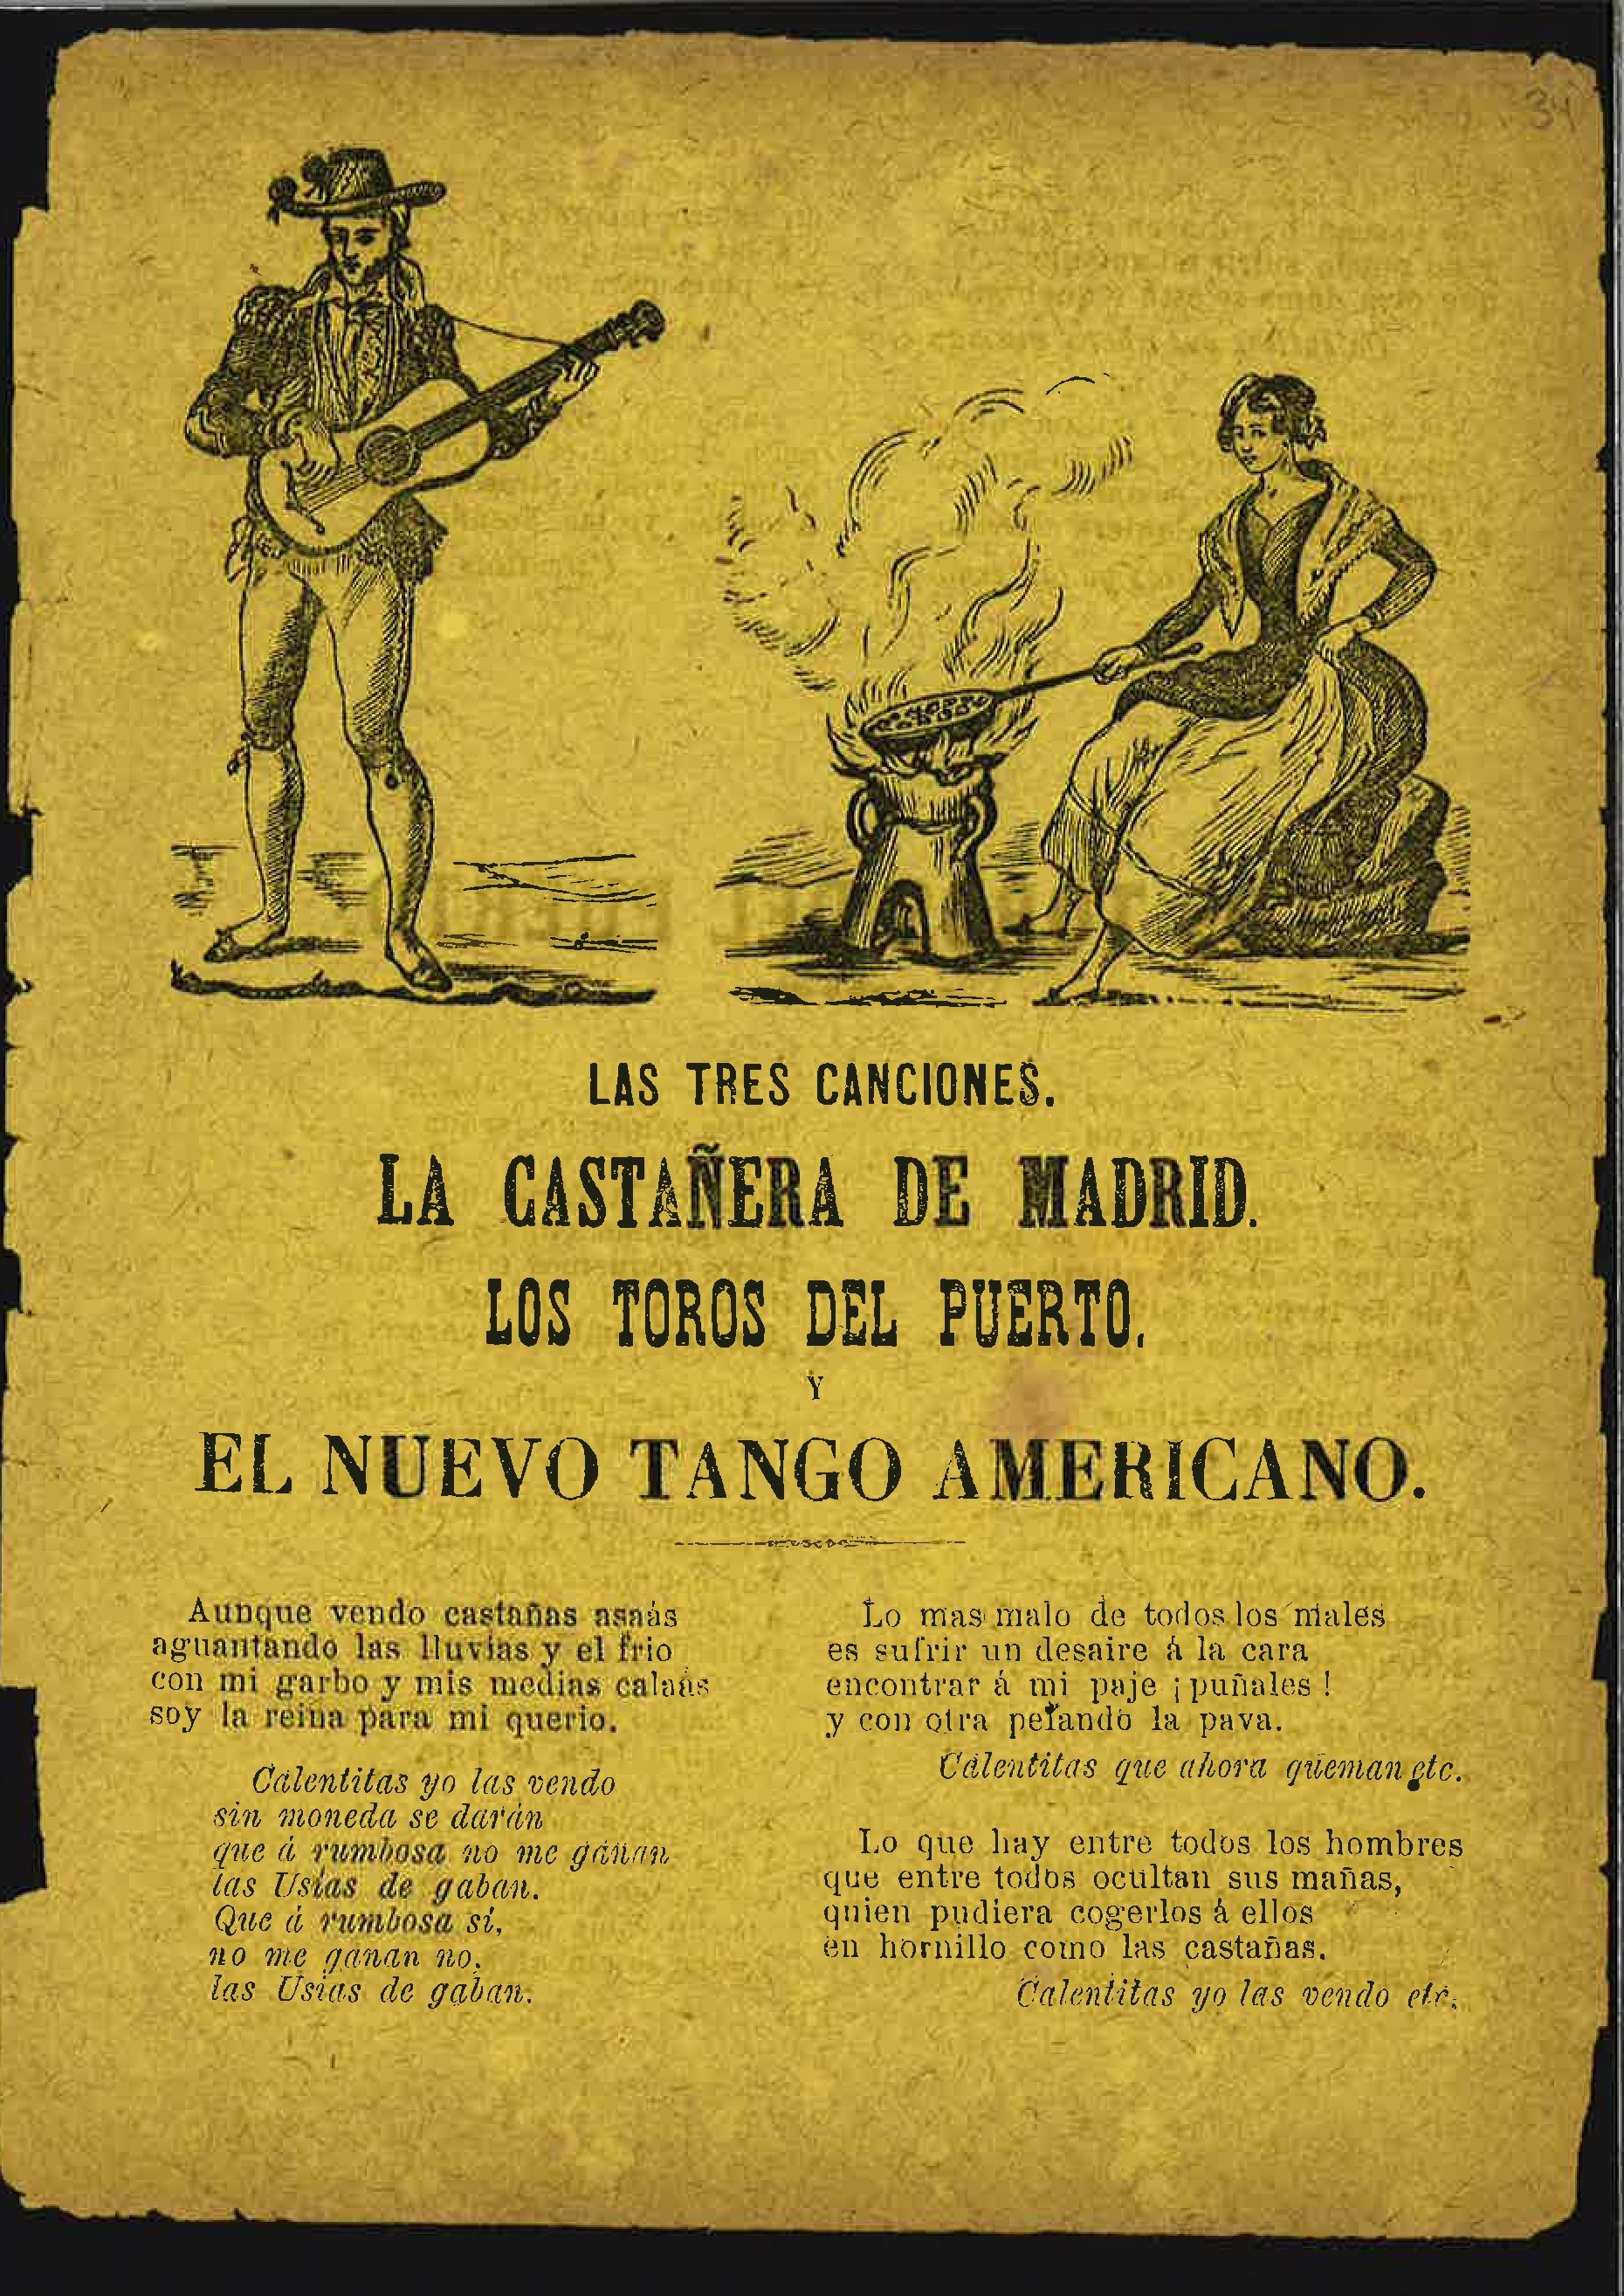 34
LAS TRES CANCIONES.
LA CASTAÑERA DE MADRID.
LOS TOROS DEL PUERTO.
Y
EL NUEVO TANGO AMERICANO.
Aunque vendo castañas asaás
aguantando las lluvias y el frio
con mi garbo y mis medias calaás
soy la reina para mi querio.
Calentitas yo las vendo
sin moneda se darán
que á rumbosa no me ganan
las Usias de gaban.
Que á rumbosa si,
no me ganan no,
las Usias de gaban.
Lo mas malo de todos los males
es sufrir un desaire á la cara
encontrar á mi paje ¡puñales!
y con otra pelando la pava.
Calentitas que ahora queman etc.
Lo que hay entre todos los hombres
que entre todos ocultan sus mañas,
quien pudiera cogerlos á ellos
en hornillo como las castañas.
Calentitas yo las vendo etc.